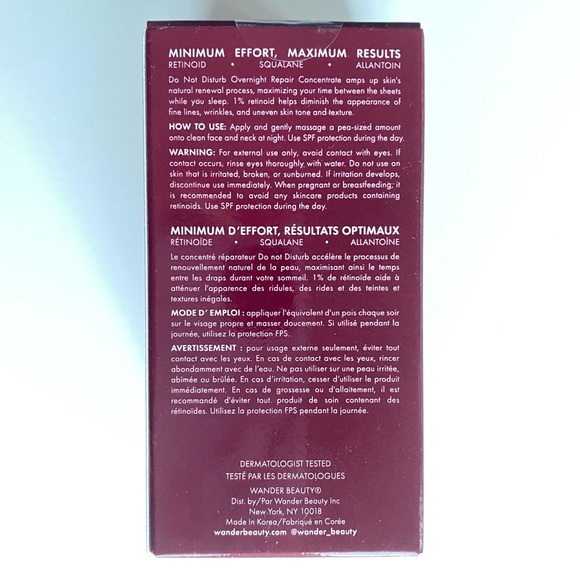 MINIMUM EFFORT, MAXIMUM RESULTS
RETINOID • SQUALANE • ALLANTOIN
Do Not Disturb Overnight Repair Concentrate amps up skin's
natural renewal process, maximizing your time between the sheets
while you sleep. 1% retinoid helps diminish the appearance of
fine lines, wrinkles, and uneven skin tone and texture.
HOW TO USE: Apply and gently massage a pea-sized amount
onto clean face and neck at night. Use SPF protection during the day.
WARNING: For external use only, avoid contact with eyes. If
contact occurs, rinse eyes thoroughly with water. Do not use on
skin that is irritated, broken, or sunburned. If irritation develops,
discontinue use immediately. When pregnant or breastfeeding, it
is recommended to avoid any skincare products containing
retinoids. Use SPF protection during the day.
MINIMUM D'EFFORT, RÉSULTATS OPTIMAUX
RÉTINOÏDE • SQUALANE • ALLANTOÏNE
Le concentré réparateur Do not Disturb accélère le processus de
renouvellement naturel de la peau, maximisant ainsi le temps
entre les draps durant votre sommeil. 1% de rétinoïde aide à
atténuer l'apparence des ridules, des rides et des teintes et
textures inégales.
MODE D' EMPLOI : appliquer l'équivalent d'un pois chaque soir
sur le visage propre et masser doucement. Si utilisé pendant la
journée, utilisez la protection FPS.
AVERTISSEMENT : pour usage externe seulement, éviter tout
contact avec les yeux. En cas de contact avec les yeux, rincer
abondamment avec de l'eau. Ne pas utiliser sur une peau irritée,
abîmée ou brûlée. En cas d'irritation, cesser d'utiliser le produit
immédiatement. En cas de grossesse ou d'allaitement, il est
recommandé d'éviter tout produit de soin contenant des
rétinoïdes. Utilisez la protection FPS pendant la journée.
DERMATOLOGIST TESTED
TESTÉ PAR LES DERMATOLOGUES
WANDER BEAUTY®
Dist. by/Par Wander Beauty Inc
New York, NY 10018
Made In Korea/Fabriqué en Corée
wanderbeauty.com @wander_beauty